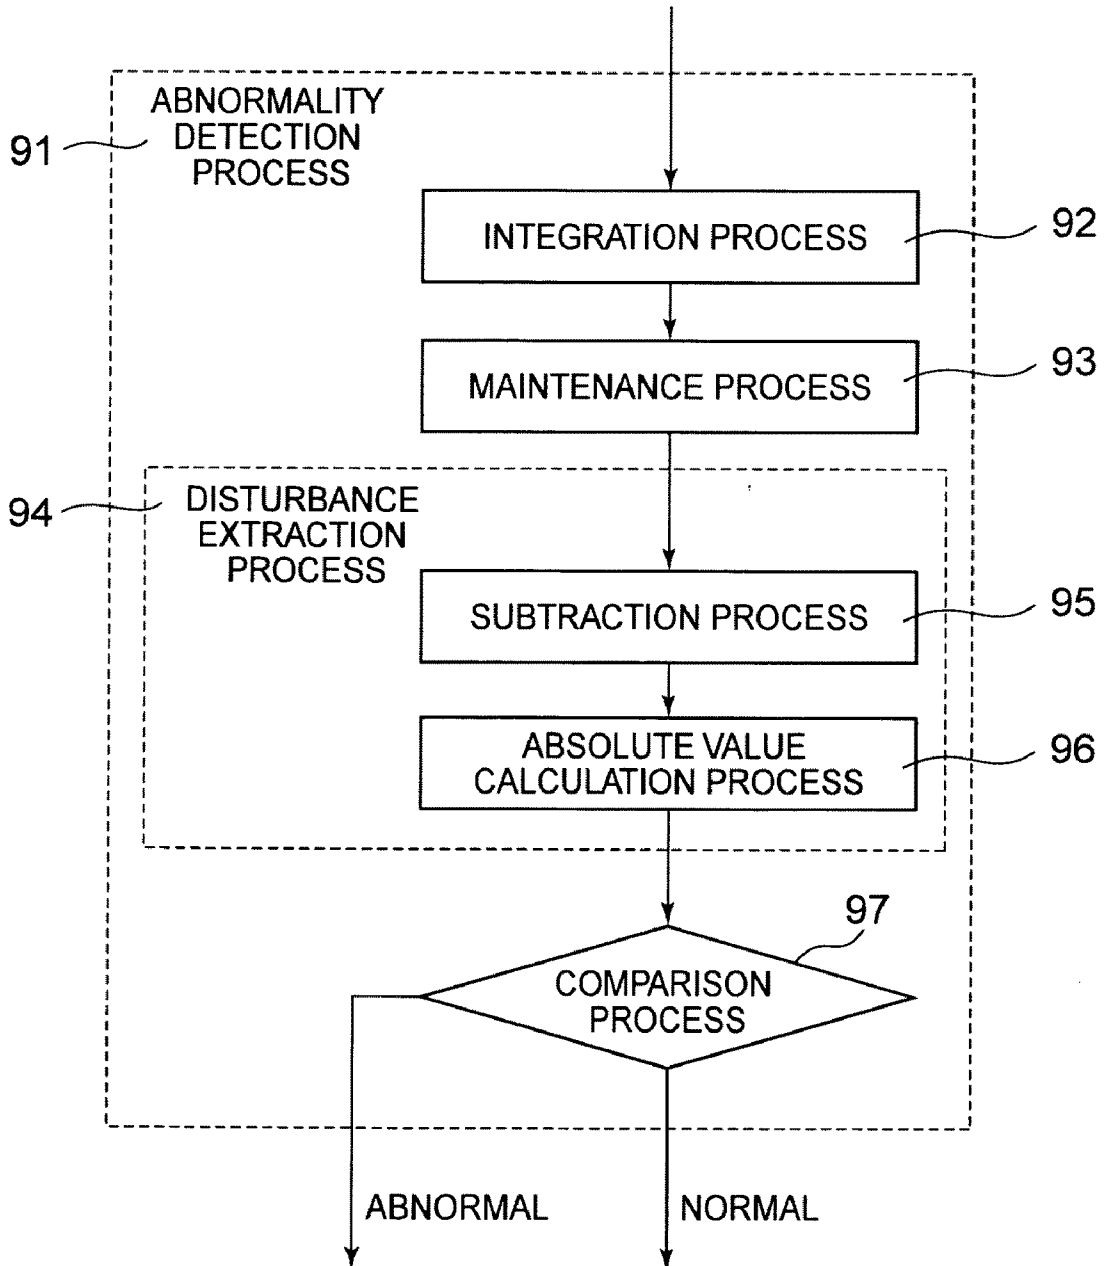 ABNORMALITY
DETECTION
PROCESS
91
INTEGRATION PROCESS
92
MAINTENANCE PROCESS
93
94
DISTURBANCE
EXTRACTION
PROCESS
SUBTRACTION PROCESS
95
ABSOLUTE VALUE
CALCULATION PROCESS
96
97
COMPARISON
PROCESS
ABNORMAL
NORMAL